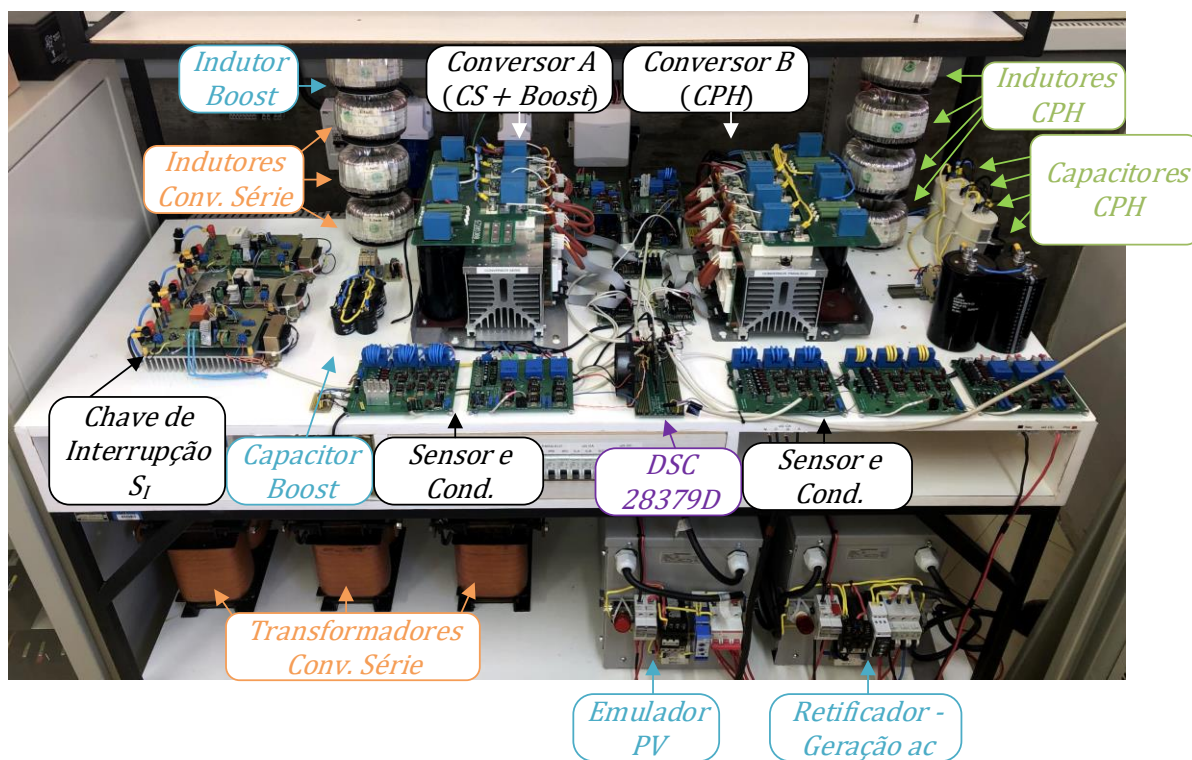 Indutor
Boost
Conversor A
(CS + Boost)
Conversor B
(CPH)
Indutores
CPH
Indutores
Conv. Série
Capacitores
CPH
Chave de
Interrupção
S_I
Capacitor
Boost
Sensor e
Cond.
DSC
28379D
Sensor e
Cond.
Transformadores
Conv. Série
Emulador
PV
Retificador -
Geração ac